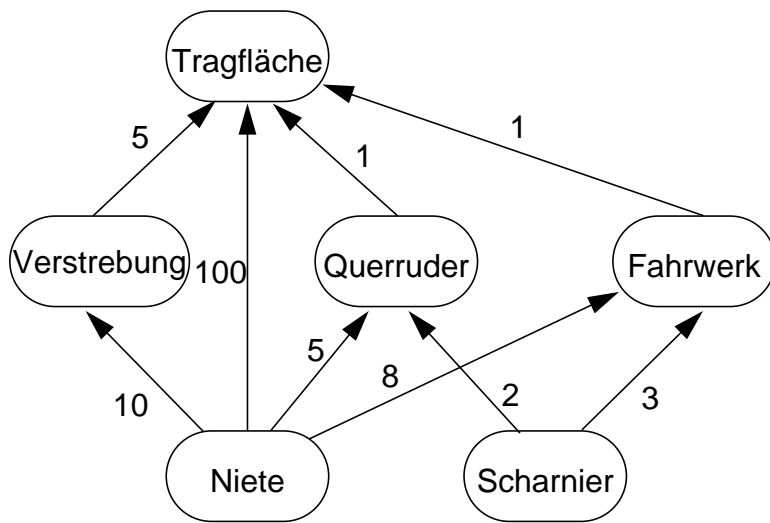 Tragfläche
5
1
1
Verstrebung
100
Querruder
Fahrwerk
10
5
8
2
3
Niete
Scharnier